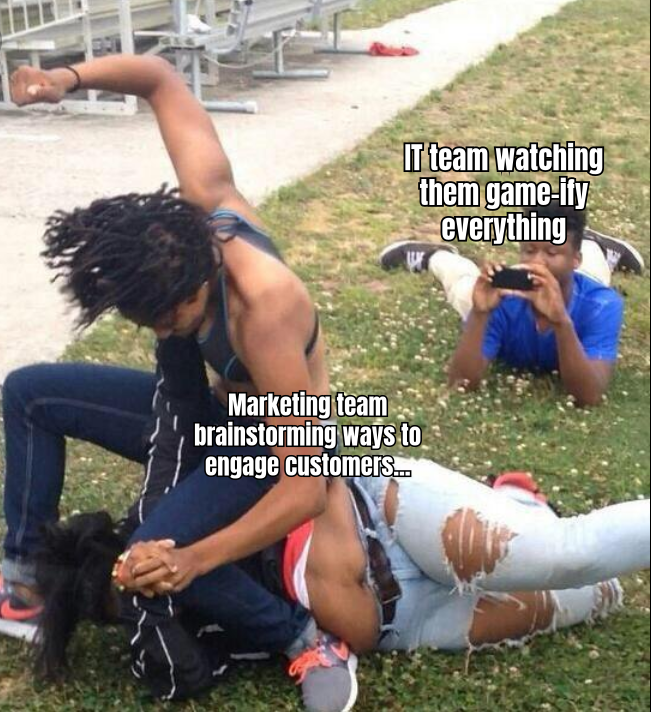 IT team watching
them game-ify
everything
Marketing team
brainstorming ways to
engage customers...